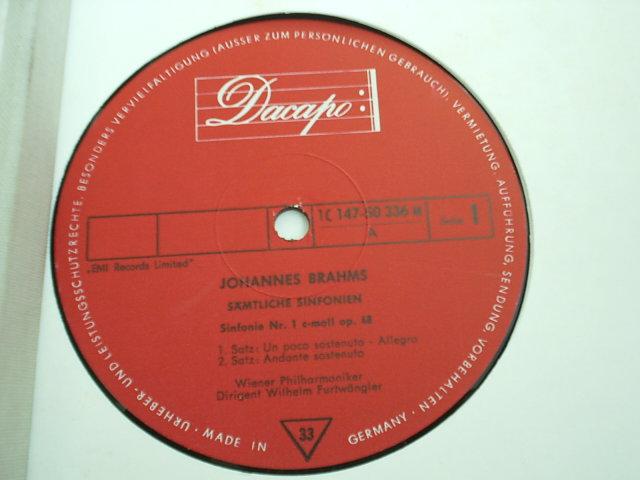 URHEBER- UND LEISTUNGSSCHUTZRECHTE, BESONDERS VERVIELFÄLTIGUNG (AUSSER ZUM PERSÖNLICHEN GEBRAUCH), VERMIETUNG, AUFFÜHRUNG, SENDUNG, VORBEHALTEN · MADE IN GERMANY ·
Dacapo
1C 147-50 336 M
A
Seite 1
„EMI Records Limited"
JOHANNES BRAHMS
SÄMTLICHE SINFONIEN
Sinfonie Nr. 1 c-moll op. 68
1. Satz: Un poco sostenuto - Allegro
2. Satz: Andante sostenuto
Wiener Philharmoniker
Dirigent Wilhelm Furtwängler
33